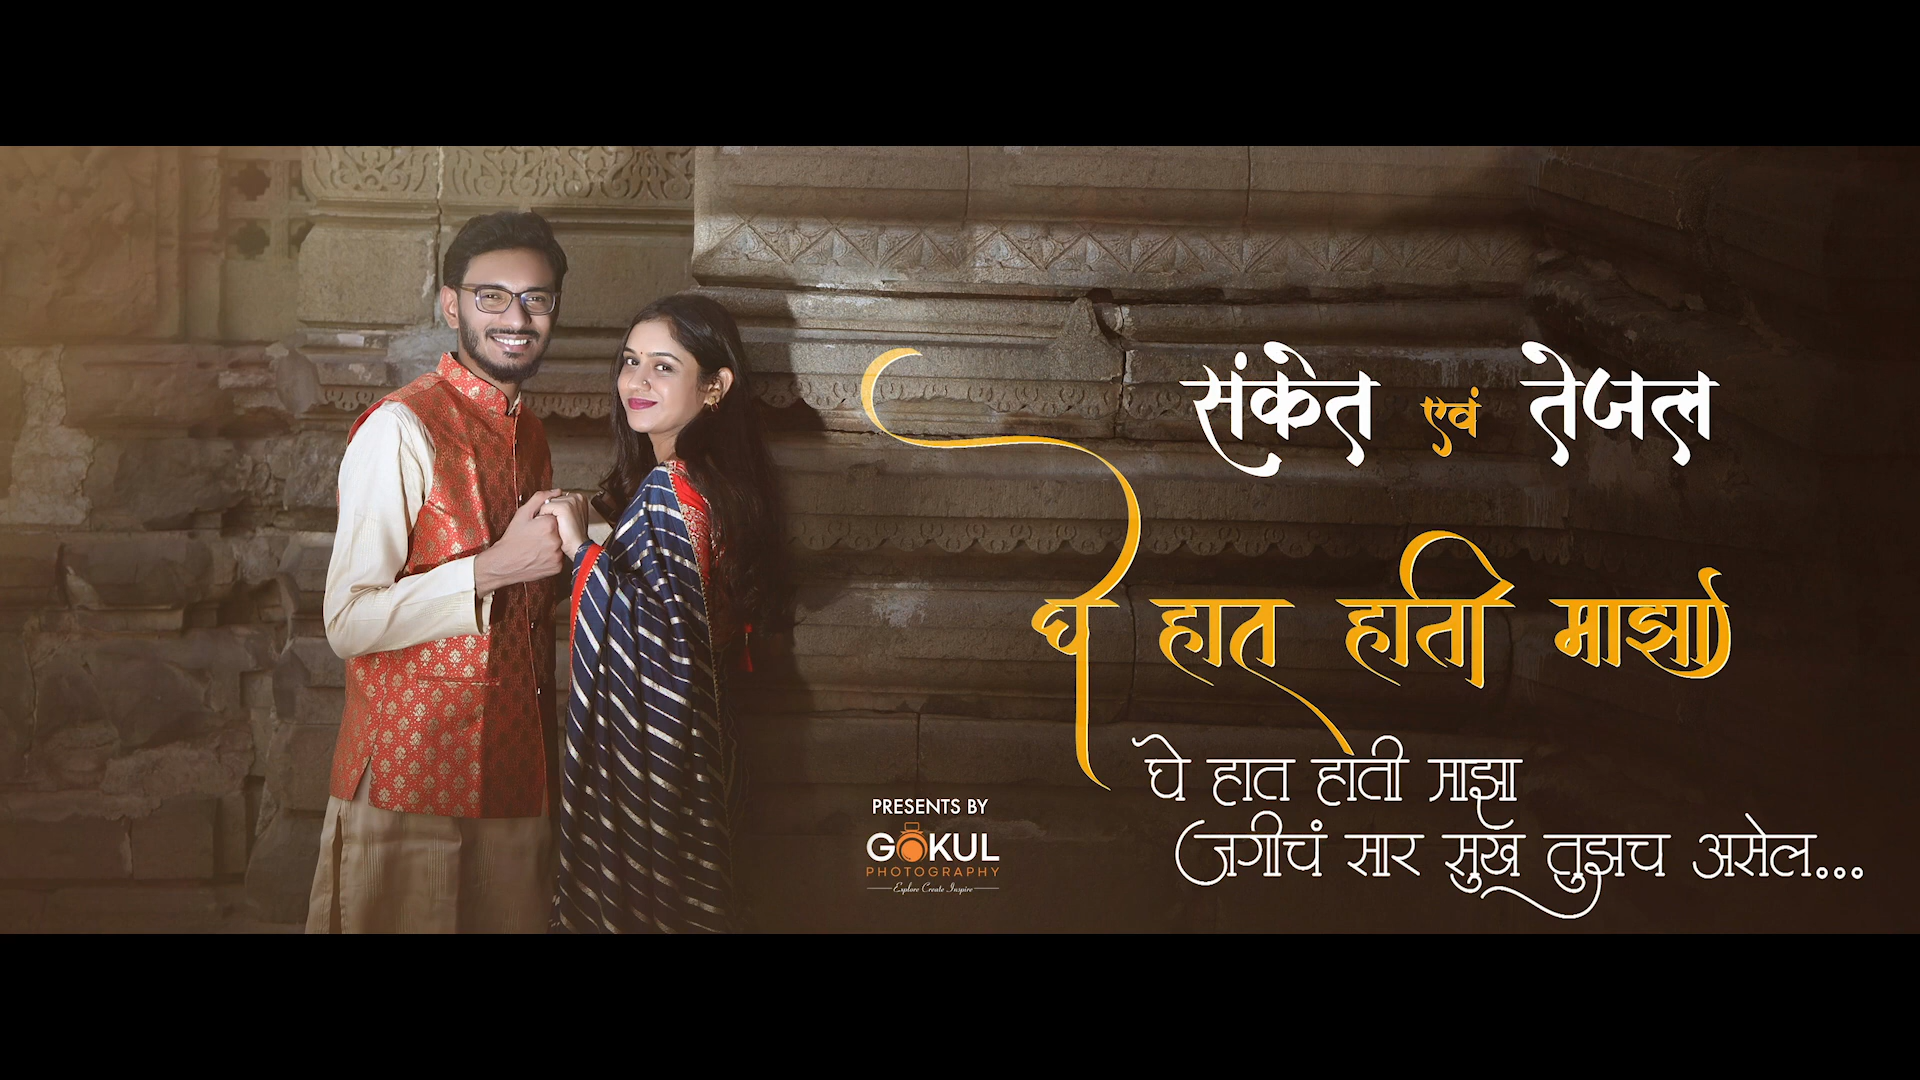 संकेत एवं तेजल
घे हात हाती माझा
घे हात होती माझा
जगीचं सार सुख तुझच असेल...
PRESENTS BY
GOKUL
PHOTOGRAPHY
Explore Create Inspire